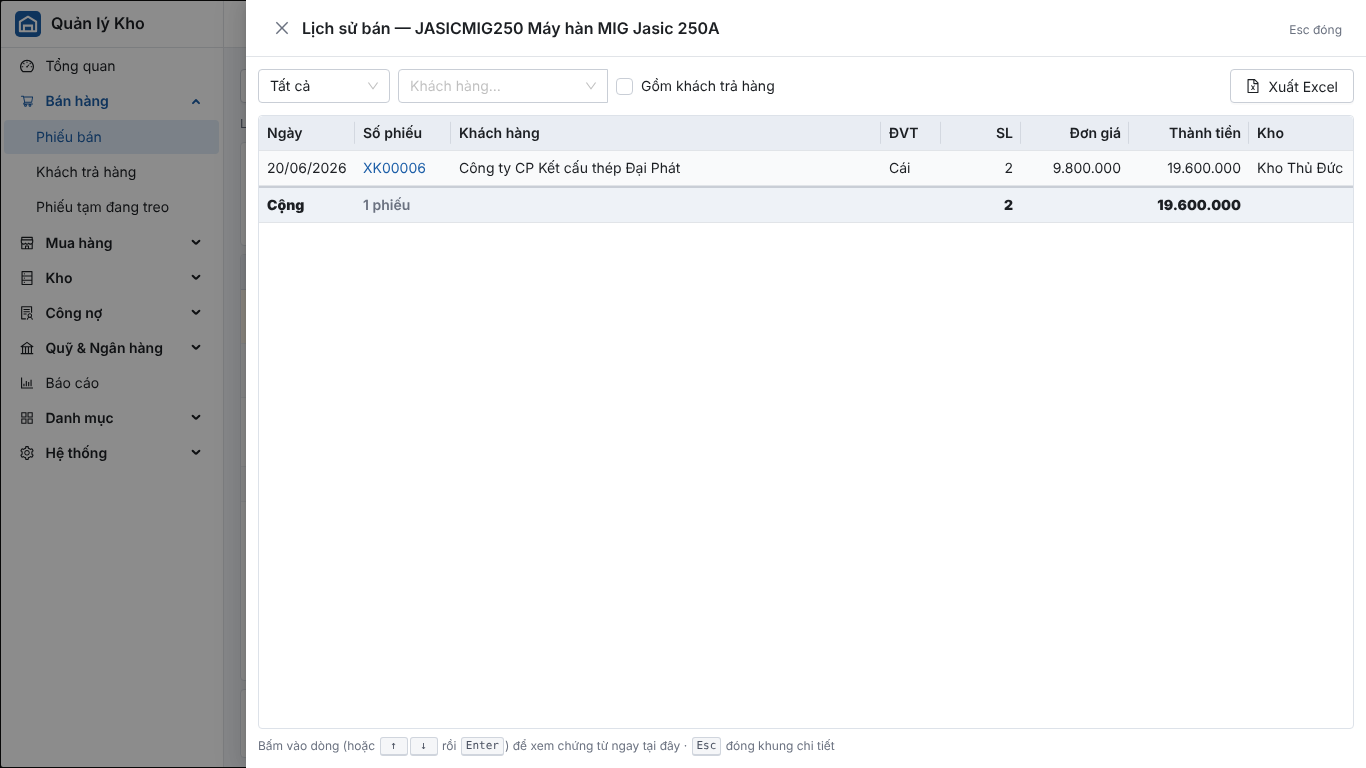 Quản lý Kho
Tổng quan
Bán hàng
Phiếu bán
Khách trả hàng
Phiếu tạm đang treo
Mua hàng
Kho
Công nợ
Quỹ & Ngân hàng
Báo cáo
Danh mục
Hệ thống
Lịch sử bán — JASICMIG250 Máy hàn MIG Jasic 250A
Esc đóng
Tất cả
Khách hàng...
Gồm khách trả hàng
Xuất Excel
Ngày Số phiếu Khách hàng ĐVT SL Đơn giá Thành tiền Kho
20/06/2026 XK00006 Công ty CP Kết cấu thép Đại Phát Cái 2 9.800.000 19.600.000 Kho Thủ Đức
Cộng 1 phiếu 2 19.600.000
Bấm vào dòng (hoặc ↑ ↓ rồi Enter) để xem chứng từ ngay tại đây · Esc đóng khung chi tiết